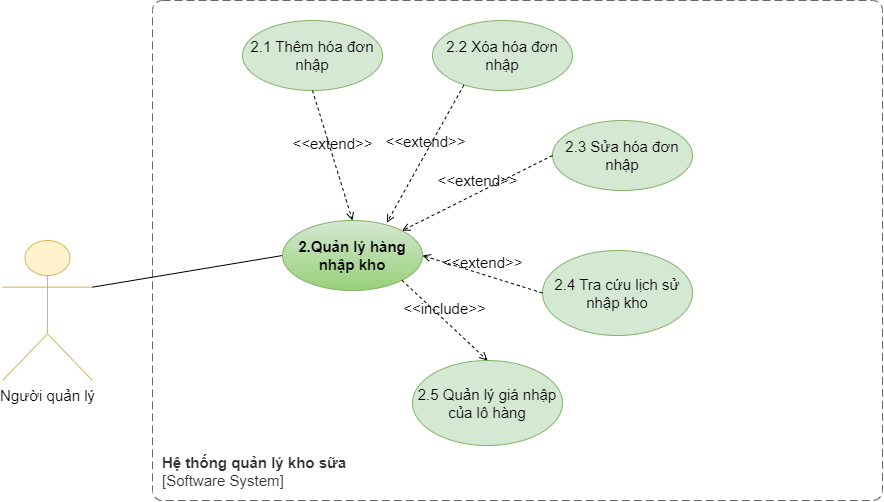 2.1 Thêm hóa đơn
nhập
2.2 Xóa hóa đơn
nhập
<<extend>>
<<extend>>
2.3 Sửa hóa đơn
nhập
<<extend>>
2.Quản lý hàng
nhập kho
<<extend>>
2.4 Tra cứu lịch sử
nhập kho
<<include>>
Người quản lý
2.5 Quản lý giá nhập
của lô hàng
Hệ thống quản lý kho sữa
[Software System]